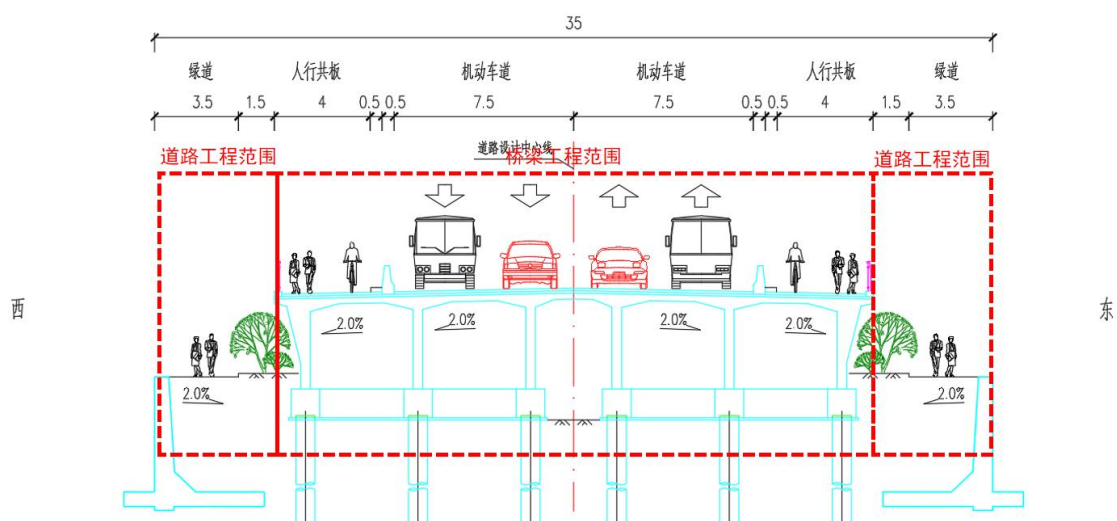 35
绿道 人行共板 机动车道 机动车道 人行共板 绿道
3.5 1.5 4 0.5 0.5 7.5 7.5 0.5 0.5 4 1.5 3.5
道路设计中心线
道路工程范围 桥梁工程范围 道路工程范围
西 东
2.0% 2.0% 2.0% 2.0%
2.0% 2.0%